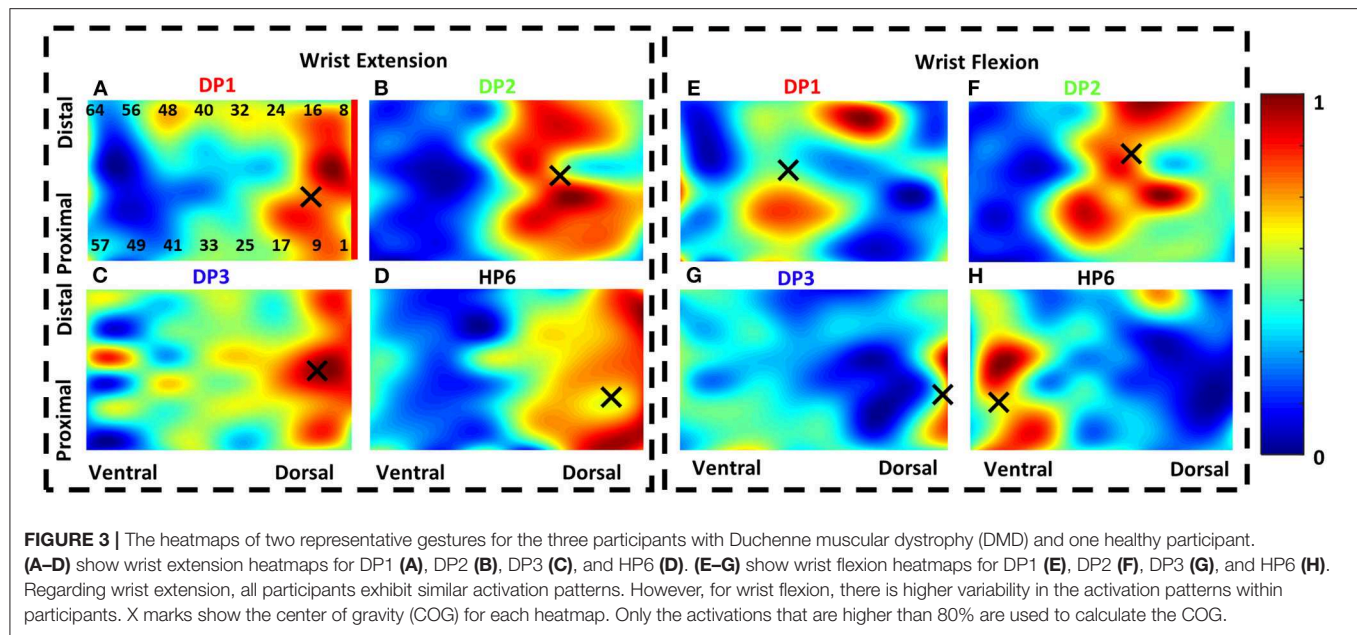 Wrist Extension
Wrist Flexion
A DP1
B DP2
E DP1
F DP2
1
Distal
64 56 48 40 32 24 16 8
Proximal
57 49 41 33 25 17 9 1
C DP3
D HP6
G DP3
H HP6
Distal
Proximal
0
Ventral Dorsal Ventral Dorsal Ventral Dorsal Ventral Dorsal
FIGURE 3 | The heatmaps of two representative gestures for the three participants with Duchenne muscular dystrophy (DMD) and one healthy participant.
(A–D) show wrist extension heatmaps for DP1 (A), DP2 (B), DP3 (C), and HP6 (D). (E–G) show wrist flexion heatmaps for DP1 (E), DP2 (F), DP3 (G), and HP6 (H).
Regarding wrist extension, all participants exhibit similar activation patterns. However, for wrist flexion, there is higher variability in the activation patterns within
participants. X marks show the center of gravity (COG) for each heatmap. Only the activations that are higher than 80% are used to calculate the COG.